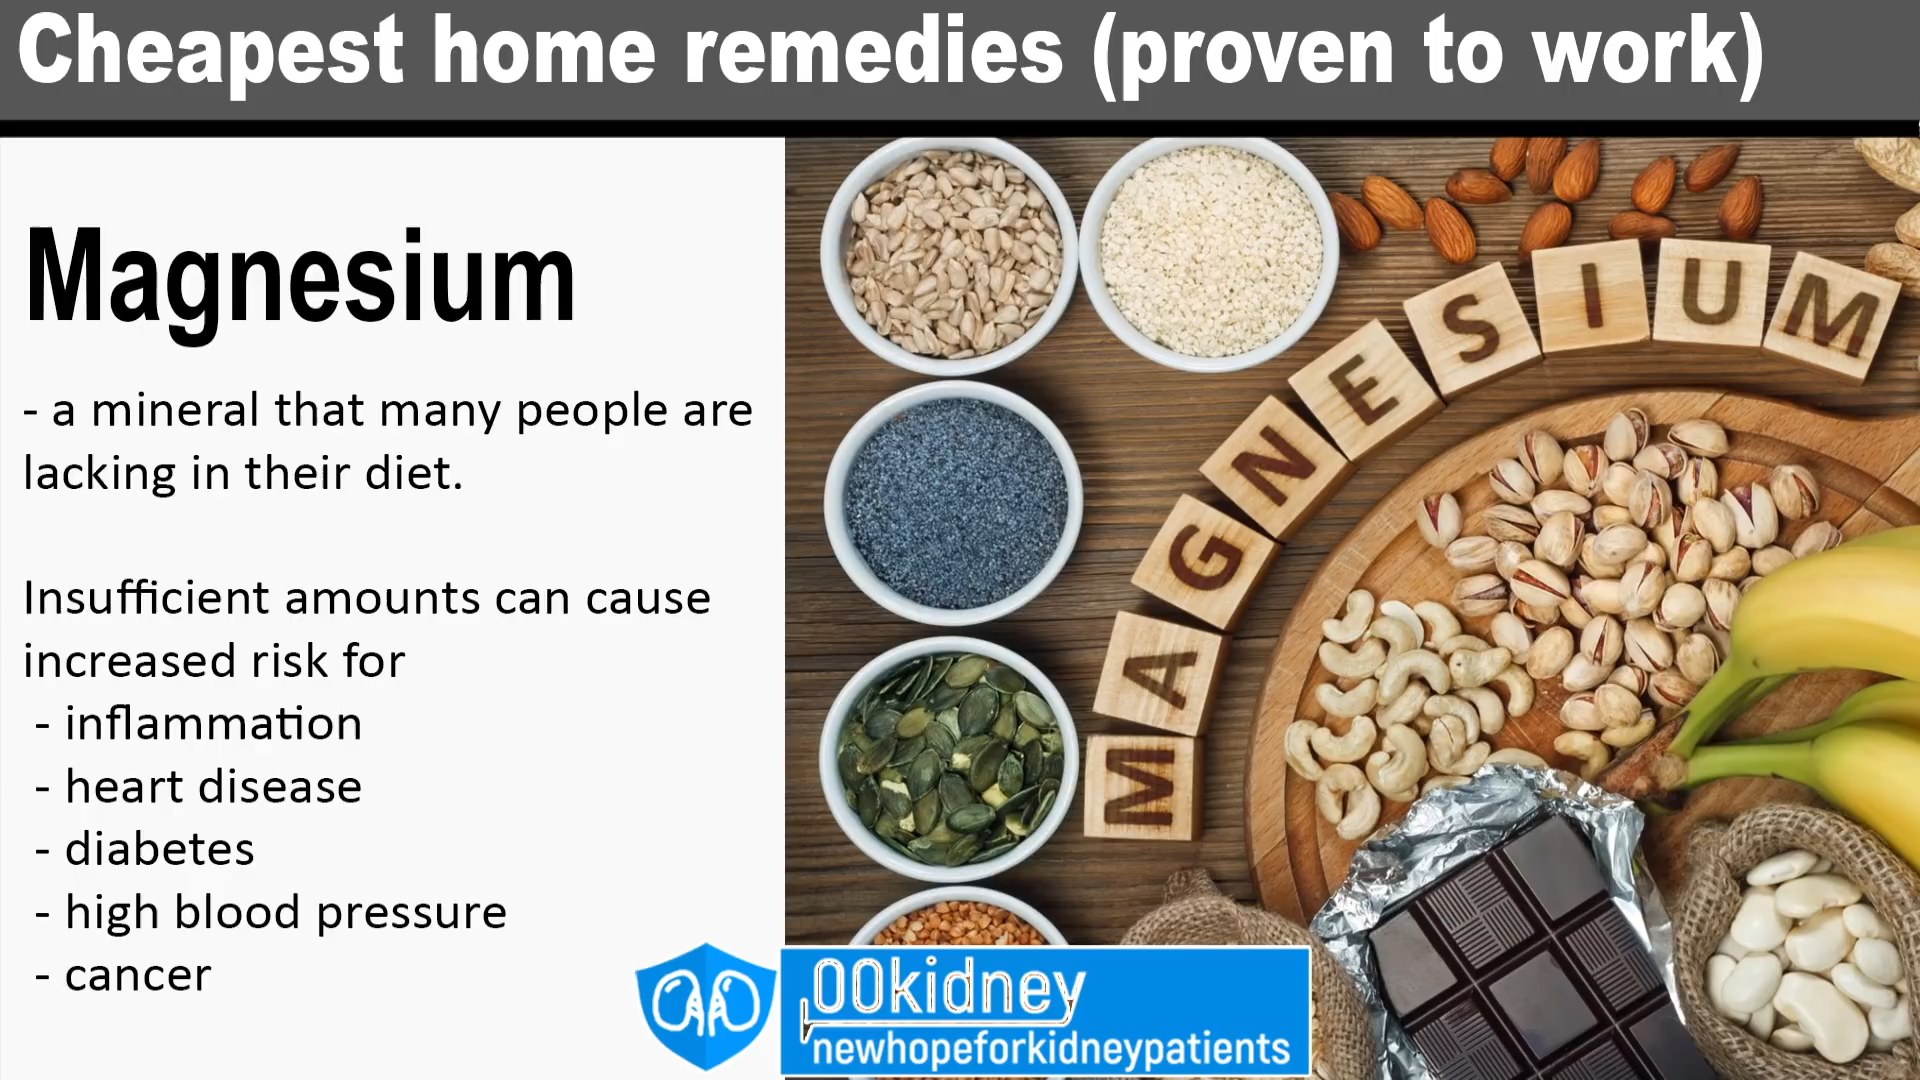 Cheapest home remedies (proven to work)
Magnesium
- a mineral that many people are
lacking in their diet.
Insufficient amounts can cause
increased risk for
- inflammation
- heart disease
- diabetes
- high blood pressure
- cancer
MAGNESIUM
00kidney
newhopeforkidneypatients